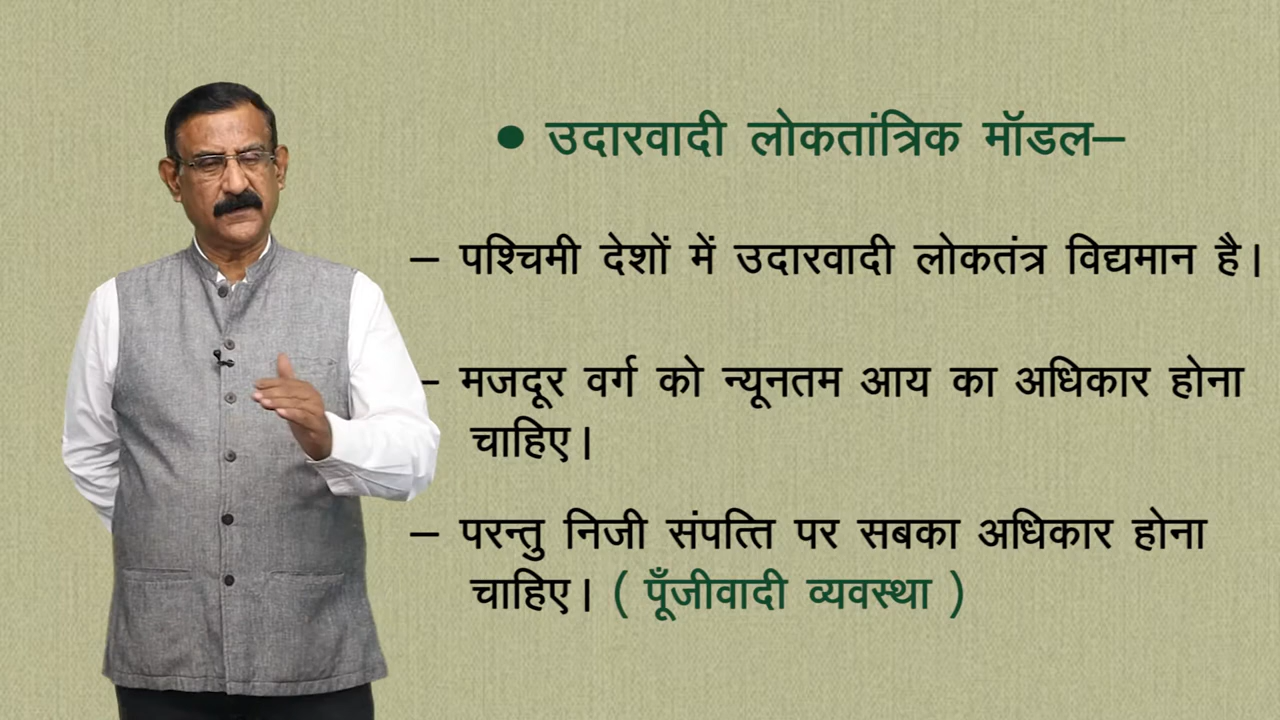 • उदारवादी लोकतांत्रिक मॉडल–
– पश्चिमी देशों में उदारवादी लोकतंत्र विद्यमान है।
– मजदूर वर्ग को न्यूनतम आय का अधिकार होना
चाहिए।
– परन्तु निजी संपत्ति पर सबका अधिकार होना
चाहिए। ( पूँजीवादी व्यवस्था )